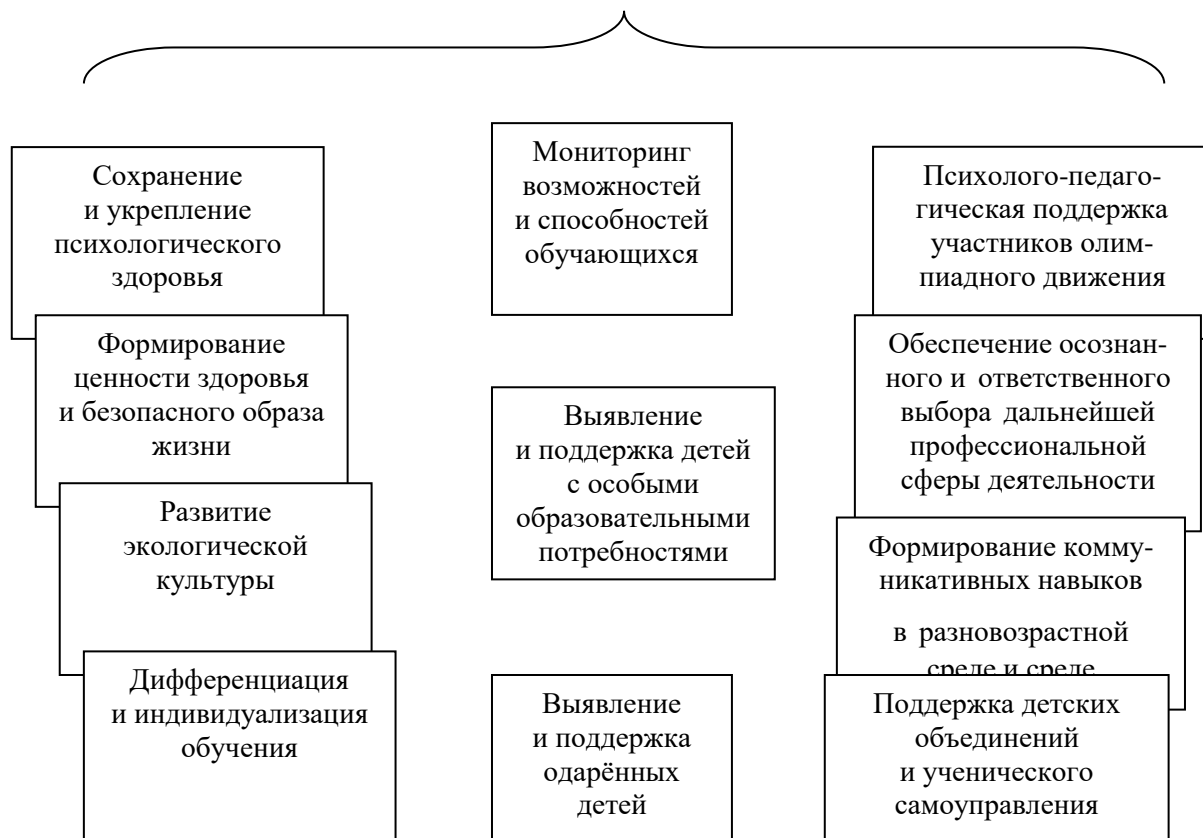 Сохранение
и укрепление
психологического
здоровья
Формирование
ценности здоровья
и безопасного образа
жизни
Развитие
экологической
культуры
Дифференциация
и индивидуализация
обучения
Мониторинг
возможностей
и способностей
обучающихся
Выявление
и поддержка детей
с особыми
образовательными
потребностями
Выявление
и поддержка
одарённых
детей
Психолого-педаго-
гическая поддержка
участников олим-
пиадного движения
Обеспечение осознан-
ного и ответственного
выбора дальнейшей
профессиональной
сферы деятельности
Формирование комму-
никативных навыков
в разновозрастной
среде и среде
Поддержка детских
объединений
и ученического
самоуправления